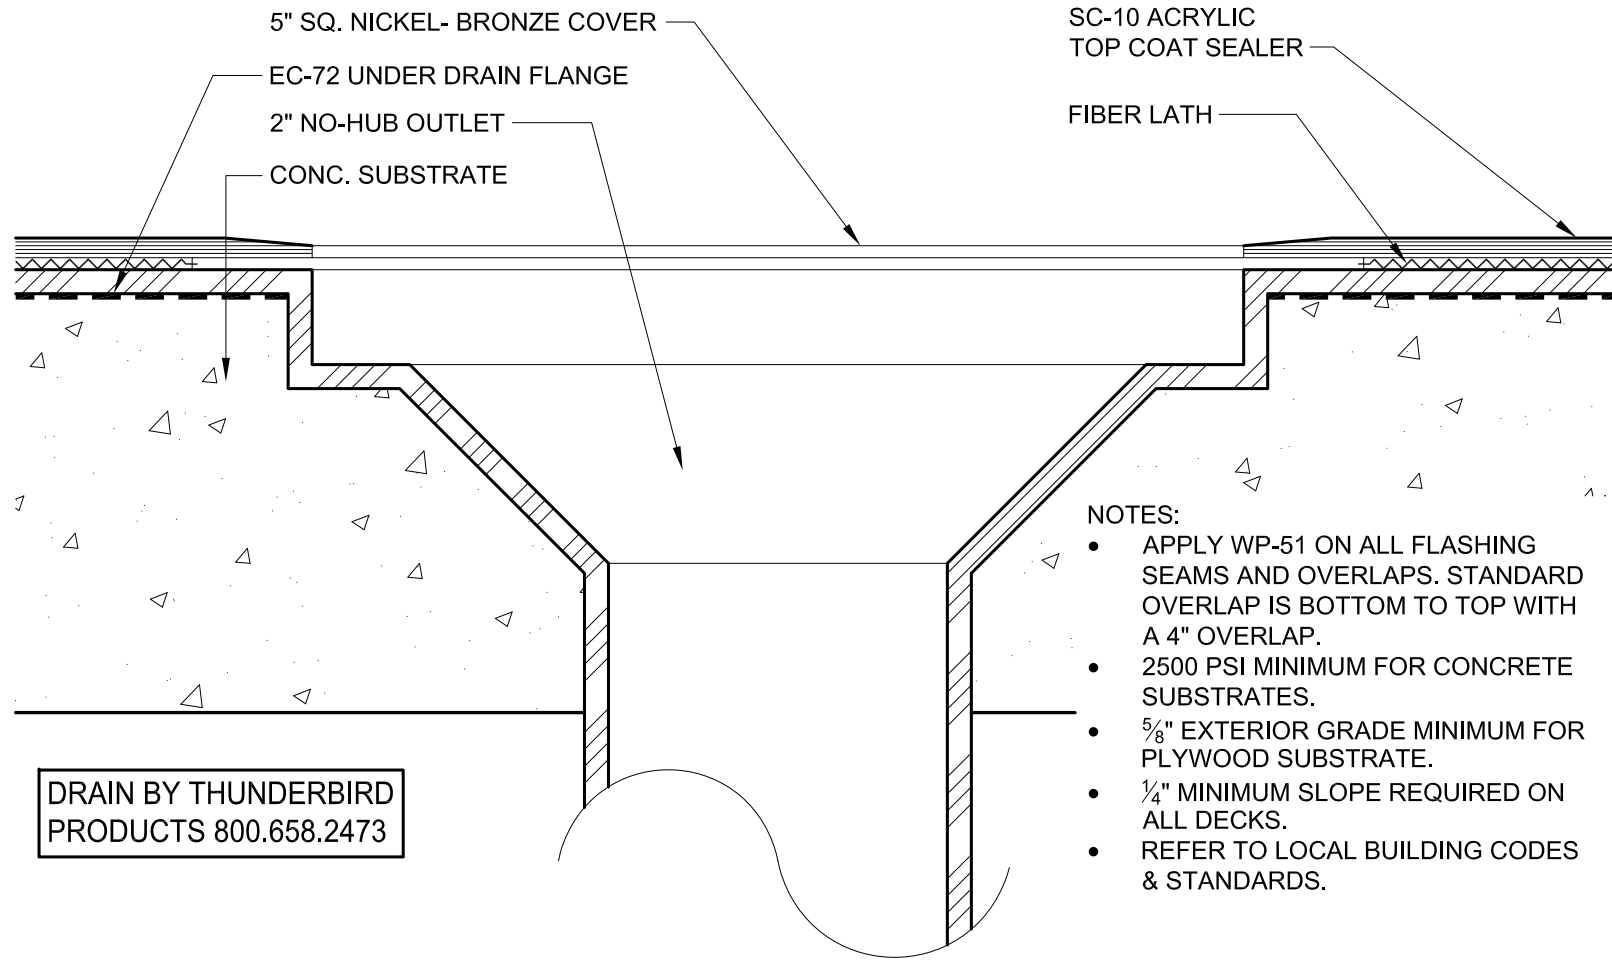 5" SQ. NICKEL- BRONZE COVER
EC-72 UNDER DRAIN FLANGE
2" NO-HUB OUTLET
CONC. SUBSTRATE
SC-10 ACRYLIC
TOP COAT SEALER
FIBER LATH
NOTES:
• APPLY WP-51 ON ALL FLASHING
SEAMS AND OVERLAPS. STANDARD
OVERLAP IS BOTTOM TO TOP WITH
A 4" OVERLAP.
• 2500 PSI MINIMUM FOR CONCRETE
SUBSTRATES.
• ⅝" EXTERIOR GRADE MINIMUM FOR
PLYWOOD SUBSTRATE.
• ¼" MINIMUM SLOPE REQUIRED ON
ALL DECKS.
• REFER TO LOCAL BUILDING CODES
& STANDARDS.
DRAIN BY THUNDERBIRD
PRODUCTS 800.658.2473